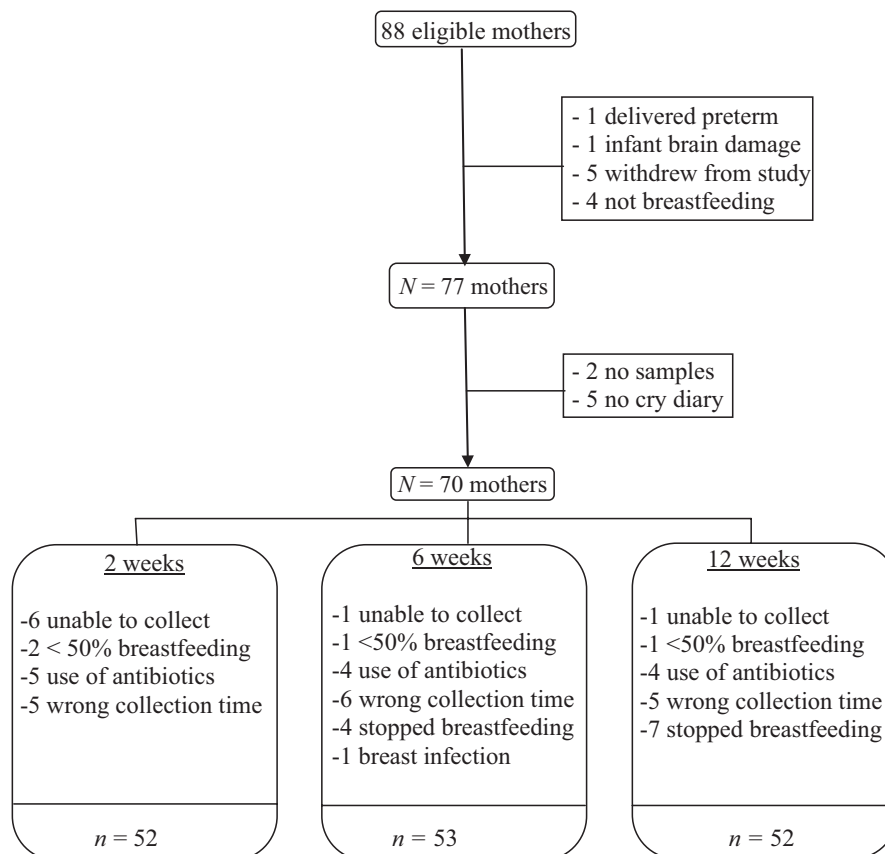 88 eligible mothers
- 1 delivered preterm
- 1 infant brain damage
- 5 withdrew from study
- 4 not breastfeeding
N = 77 mothers
- 2 no samples
- 5 no cry diary
N = 70 mothers
2 weeks
-6 unable to collect
-2 < 50% breastfeeding
-5 use of antibiotics
-5 wrong collection time
n = 52
6 weeks
-1 unable to collect
-1 <50% breastfeeding
-4 use of antibiotics
-6 wrong collection time
-4 stopped breastfeeding
-1 breast infection
n = 53
12 weeks
-1 unable to collect
-1 <50% breastfeeding
-4 use of antibiotics
-5 wrong collection time
-7 stopped breastfeeding
n = 52